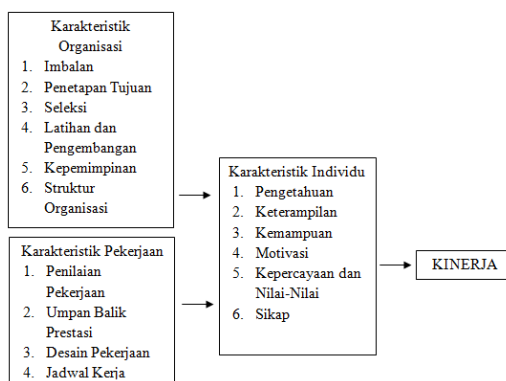 Karakteristik
Organisasi
1. Imbalan
2. Penetapan Tujuan
3. Seleksi
4. Latihan dan
Pengembangan
5. Kepemimpinan
6. Struktur
Organisasi
Karakteristik Pekerjaan
1. Penilaian
Pekerjaan
2. Umpan Balik
Prestasi
3. Desain Pekerjaan
4. Jadwal Kerja
Karakteristik Individu
1. Pengetahuan
2. Keterampilan
3. Kemampuan
4. Motivasi
5. Kepercayaan dan
Nilai-Nilai
6. Sikap
KINERJA